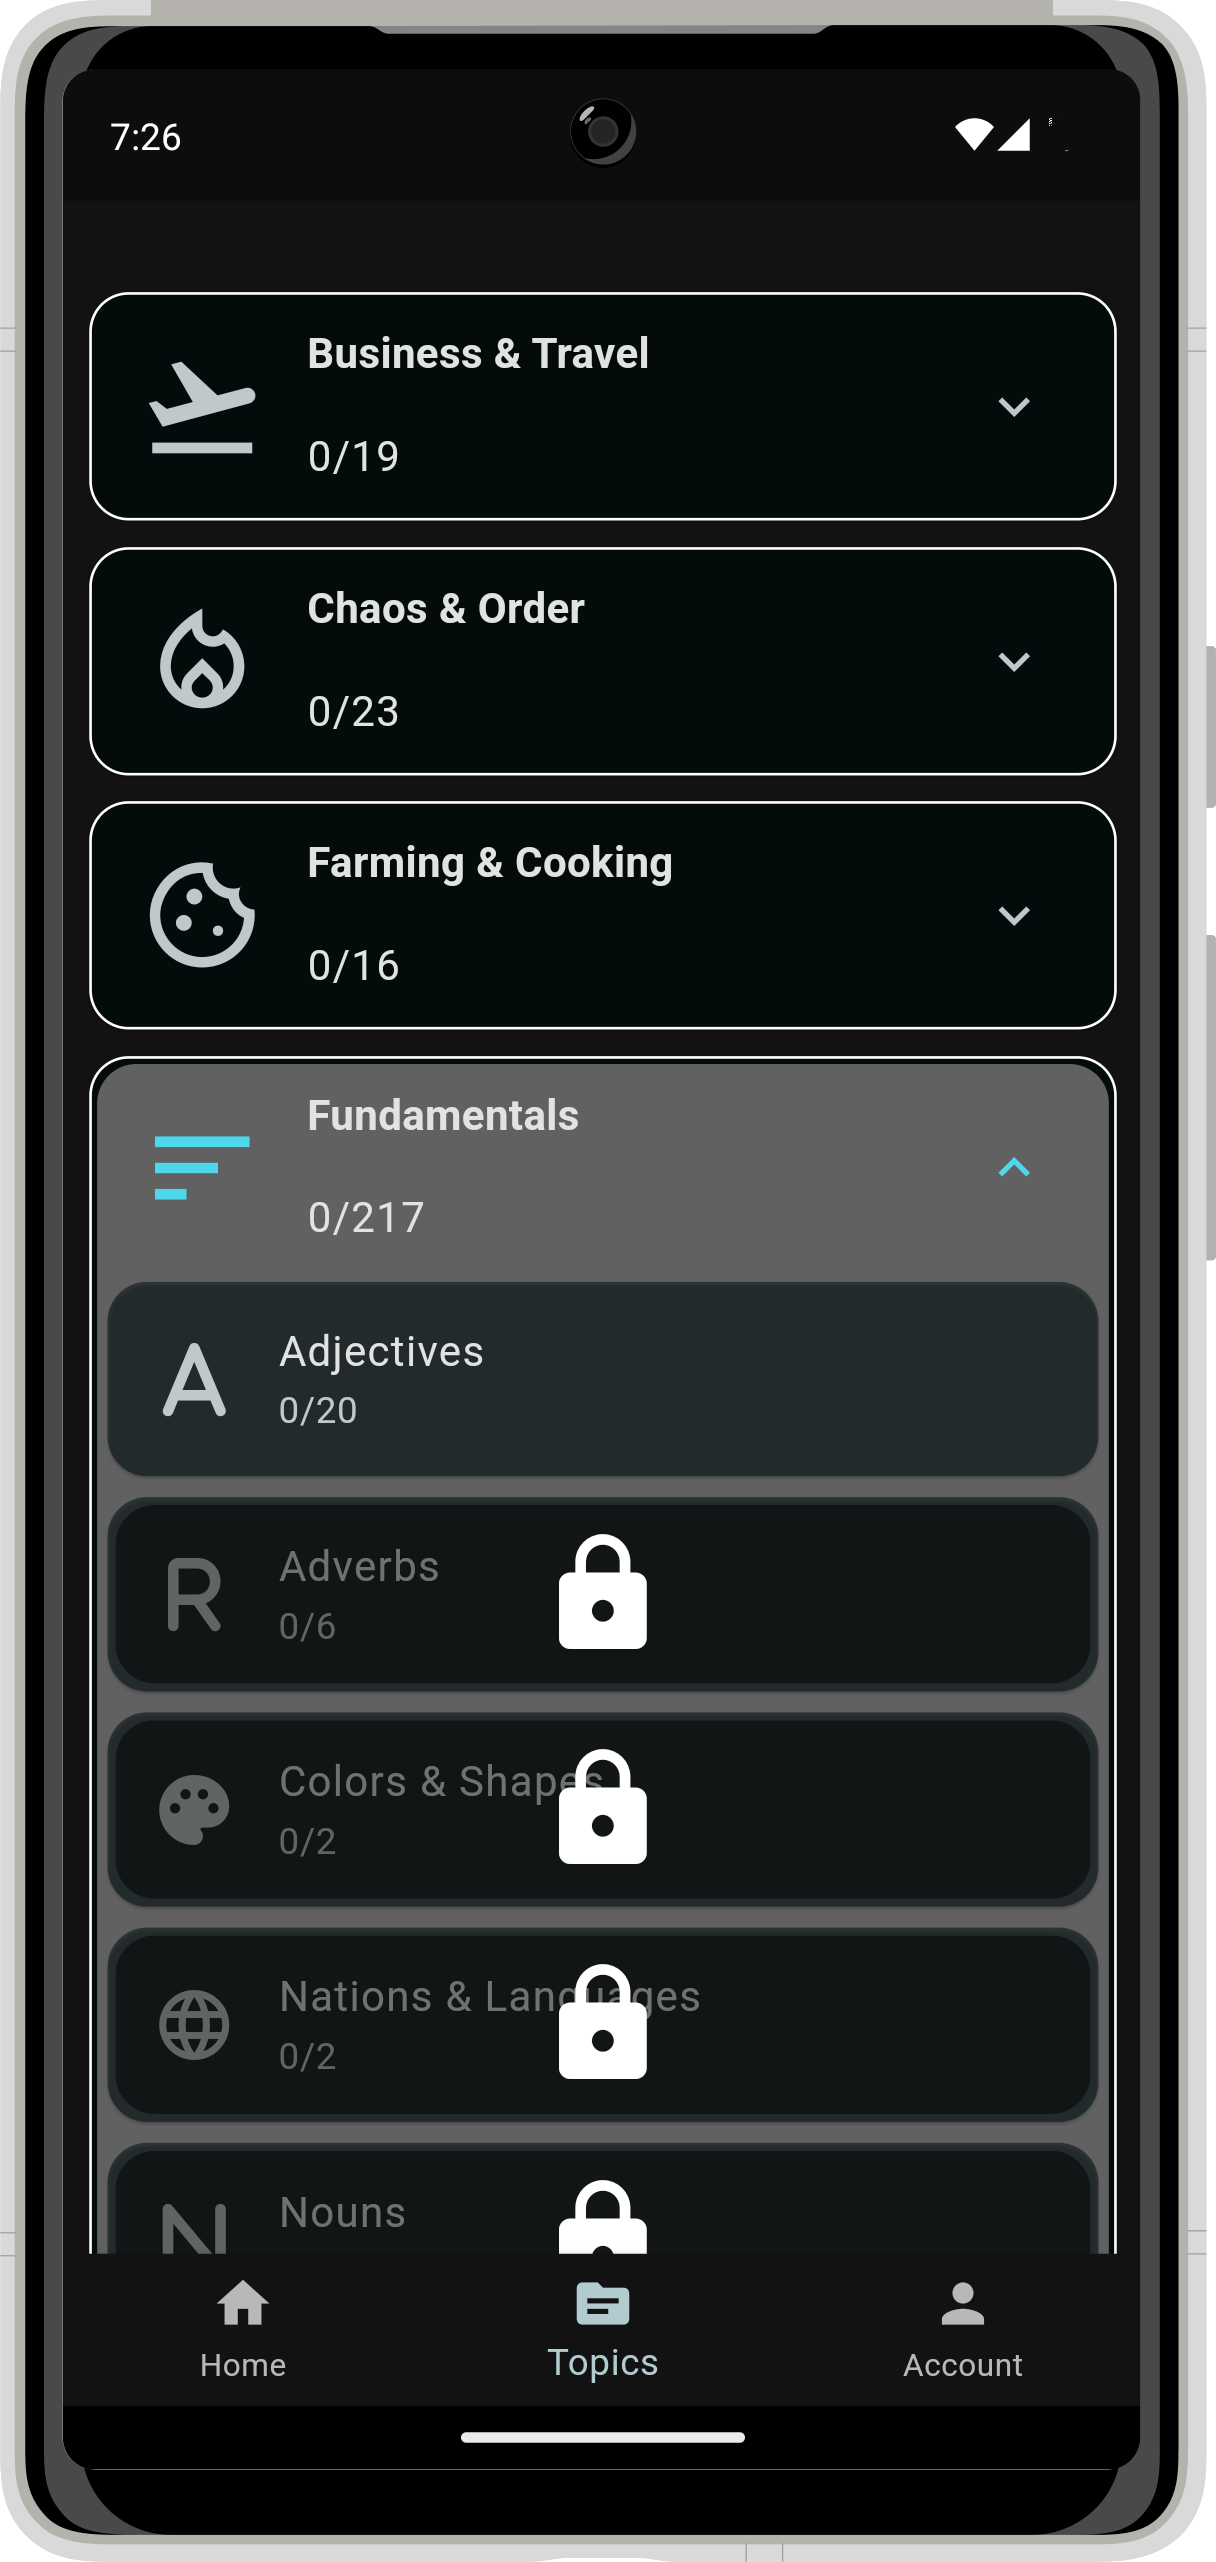 7:26
Business & Travel
0/19
Chaos & Order
0/23
Farming & Cooking
0/16
Fundamentals
0/217
Adjectives
0/20
Adverbs
0/6
Colors & Shapes
0/2
Nations & Languages
0/2
Nouns
Home
Topics
Account